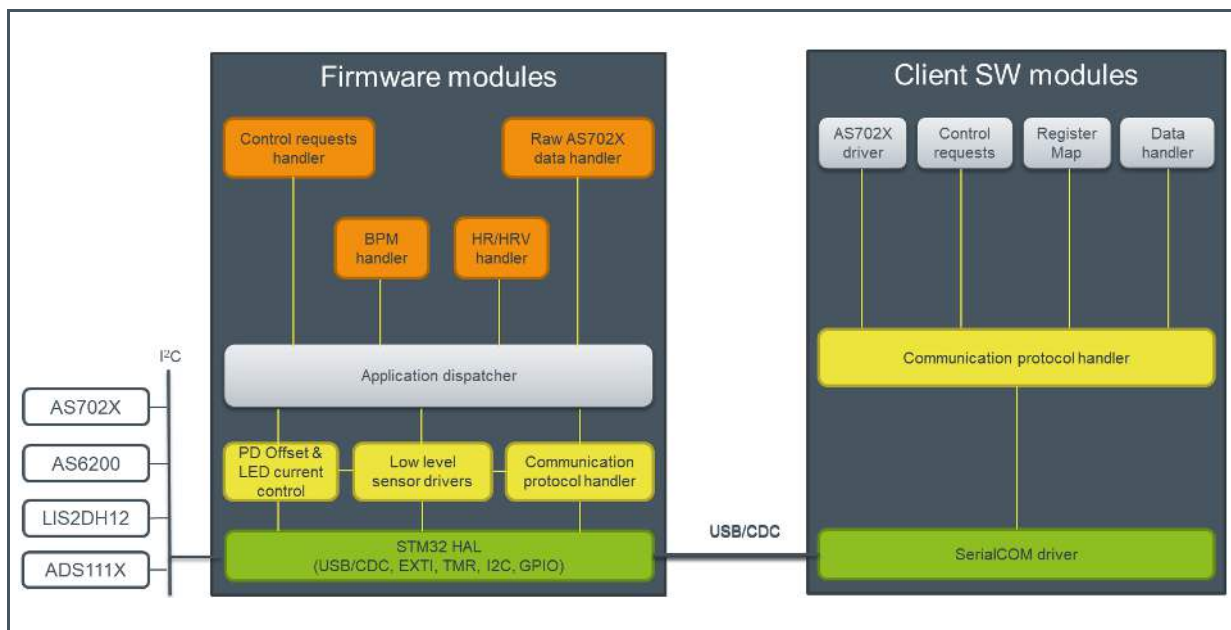 Firmware modules
Control requests
handler
Raw AS702X
data handler
BPM
handler
HR/HRV
handler
Application dispatcher
PD Offset &
LED current
control
Low level
sensor drivers
Communication
protocol handler
STM32 HAL
(USB/CDC, EXTI, TMR, I2C, GPIO)
I²C
AS702X
AS6200
LIS2DH12
ADS111X
USB/CDC
Client SW modules
AS702X
driver
Control
requests
Register
Map
Data
handler
Communication protocol handler
SerialCOM driver